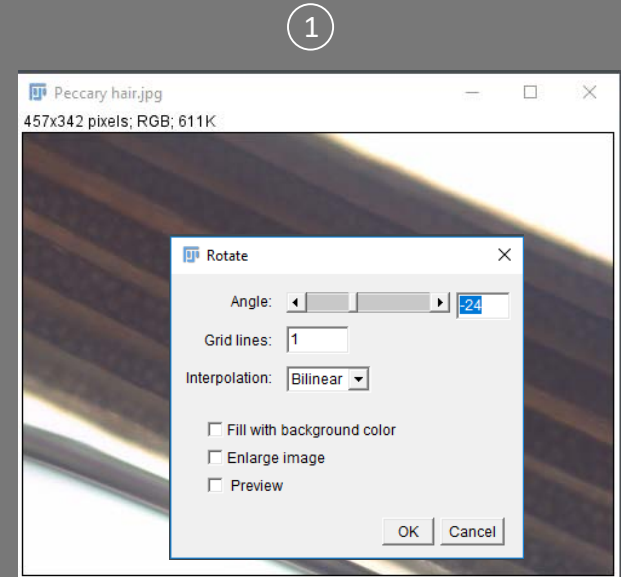 1
Peccary hair.jpg
457x342 pixels; RGB; 611K
Rotate
Angle: -24
Grid lines: 1
Interpolation: Bilinear
Fill with background color
Enlarge image
Preview
OK Cancel